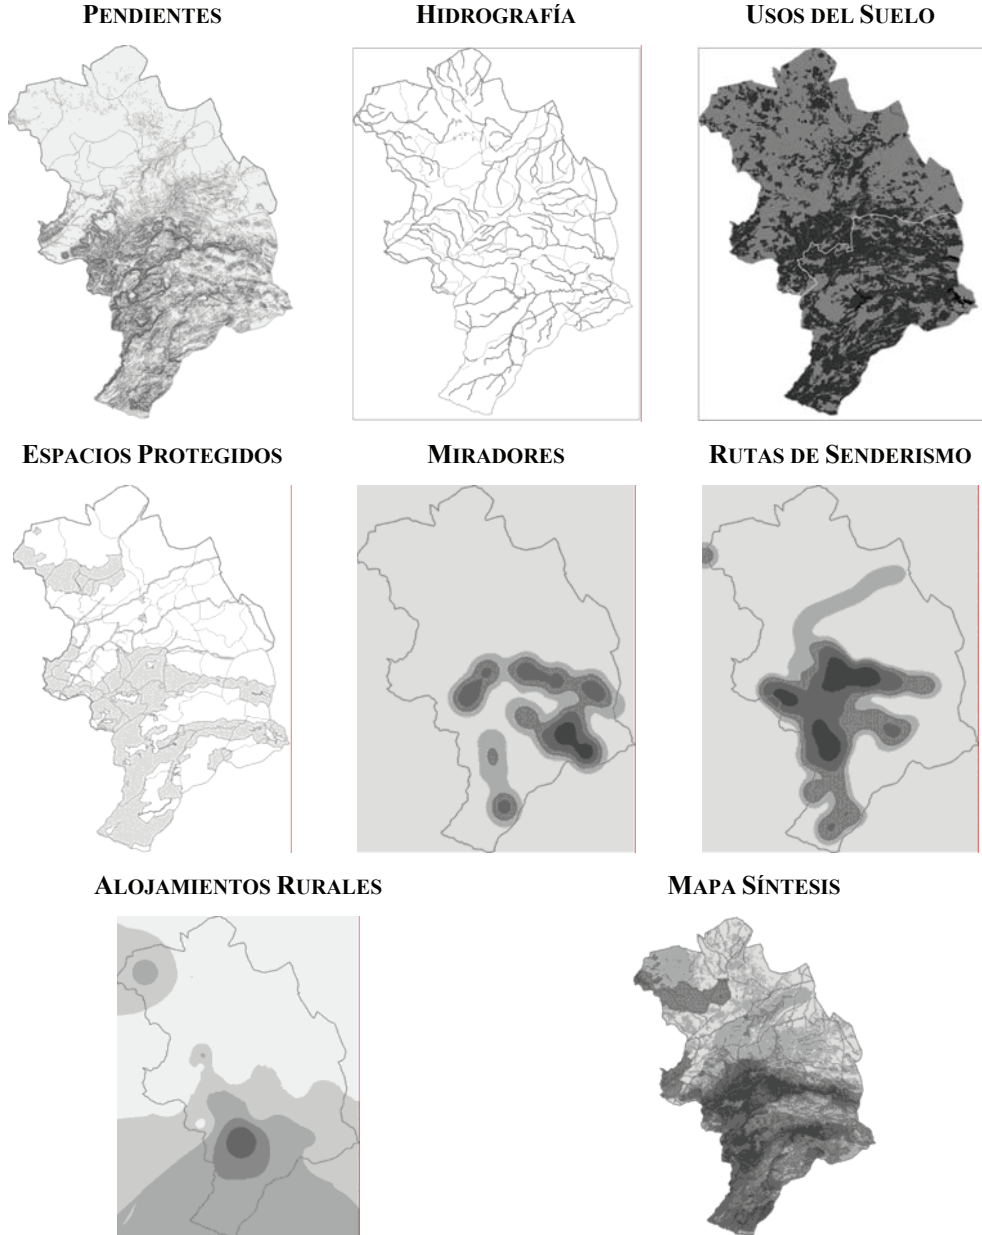 PENDIENTES
HIDROGRAFÍA
USOS DEL SUELO
ESPACIOS PROTEGIDOS
MIRADORES
RUTAS DE SENDERISMO
ALOJAMIENTOS RURALES
MAPA SÍNTESIS